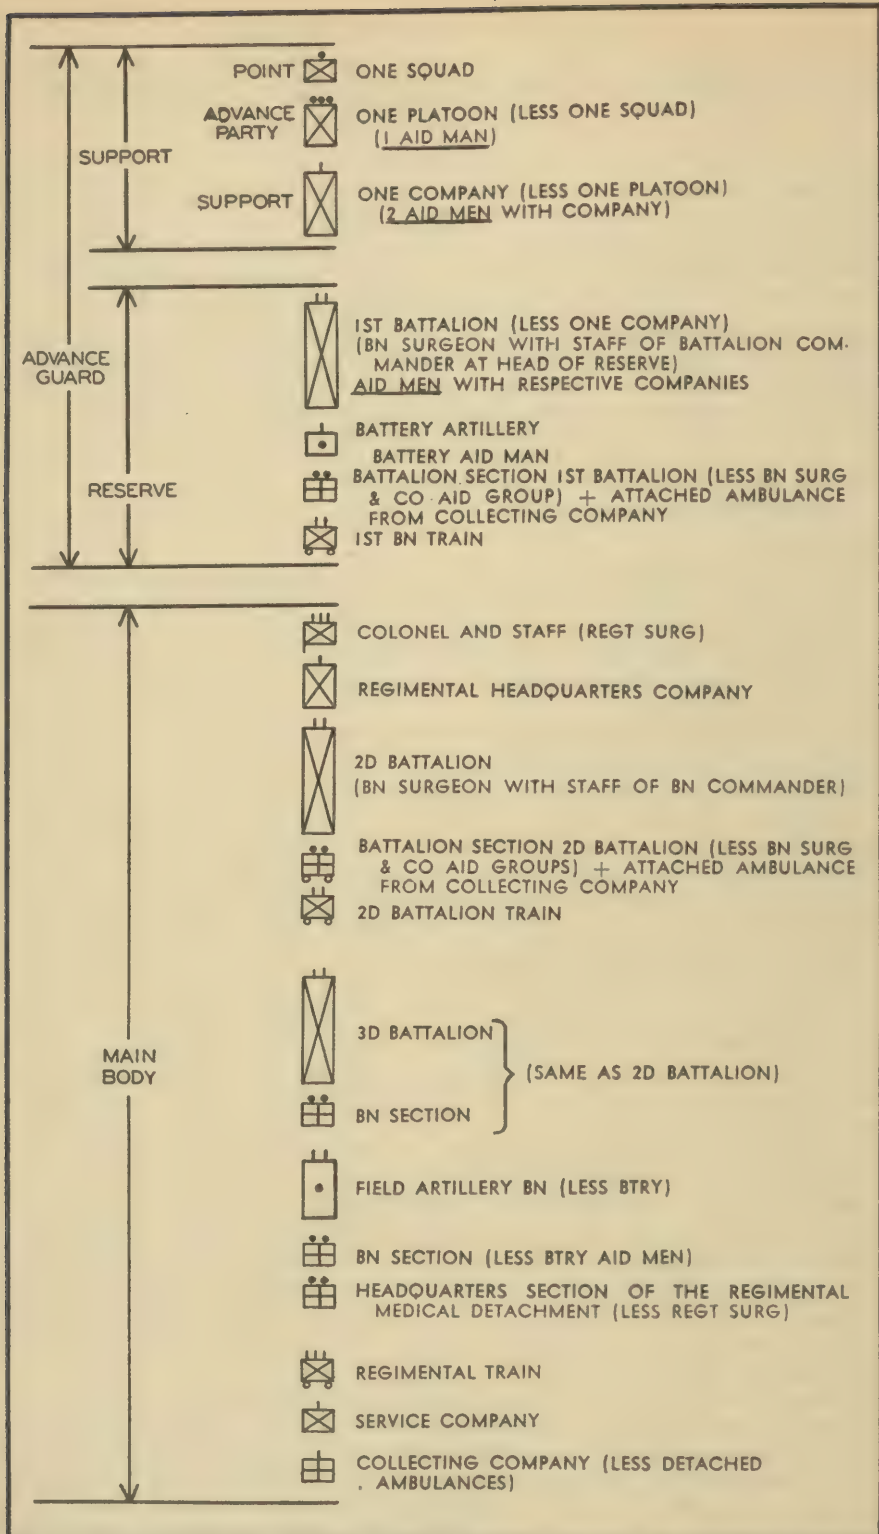 POINT ONE SQUAD
ADVANCE PARTY
ONE PLATOON (LESS ONE SQUAD)
(1 AID MAN)
SUPPORT
SUPPORT
ONE COMPANY (LESS ONE PLATOON)
(2 AID MEN WITH COMPANY)
ADVANCE
GUARD
1ST BATTALION (LESS ONE COMPANY)
(BN SURGEON WITH STAFF OF BATTALION COM-
MANDER AT HEAD OF RESERVE)
AID MEN WITH RESPECTIVE COMPANIES
BATTERY ARTILLERY
BATTERY AID MAN
RESERVE
BATTALION SECTION 1ST BATTALION (LESS BN SURG
& CO AID GROUP) + ATTACHED AMBULANCE
FROM COLLECTING COMPANY
1ST BN TRAIN
COLONEL AND STAFF (REGT SURG)
REGIMENTAL HEADQUARTERS COMPANY
2D BATTALION
(BN SURGEON WITH STAFF OF BN COMMANDER)
BATTALION SECTION 2D BATTALION (LESS BN SURG
& CO AID GROUPS) + ATTACHED AMBULANCE
FROM COLLECTING COMPANY
2D BATTALION TRAIN
MAIN
BODY
3D BATTALION
(SAME AS 2D BATTALION)
BN SECTION
FIELD ARTILLERY BN (LESS BTRY)
BN SECTION (LESS BTRY AID MEN)
HEADQUARTERS SECTION OF THE REGIMENTAL
MEDICAL DETACHMENT (LESS REGT SURG)
REGIMENTAL TRAIN
SERVICE COMPANY
COLLECTING COMPANY (LESS DETACHED
AMBULANCES)